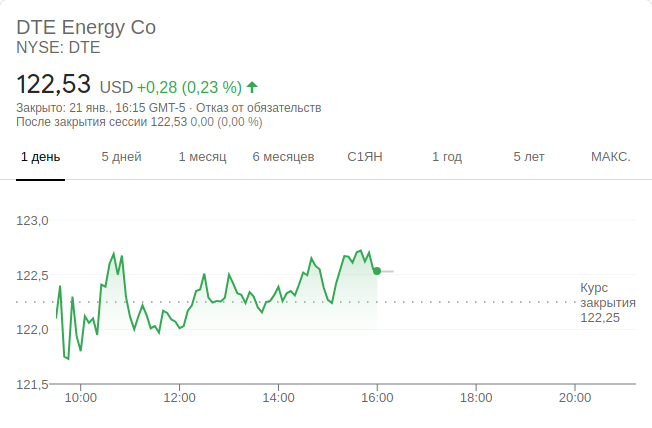 DTE Energy Co
NYSE: DTE
122,53 USD +0,28 (0,23 %)
Закрыто: 21 янв., 16:15 GMT-5 · Отказ от обязательств
После закрытия сессии 122,53 0,00 (0,00 %)
1 день 5 дней 1 месяц 6 месяцев С1ЯН 1 год 5 лет МАКС.
123,0
122,5
Курс
закрытия
122,25
122,0
121,5
10:00 12:00 14:00 16:00 18:00 20:00